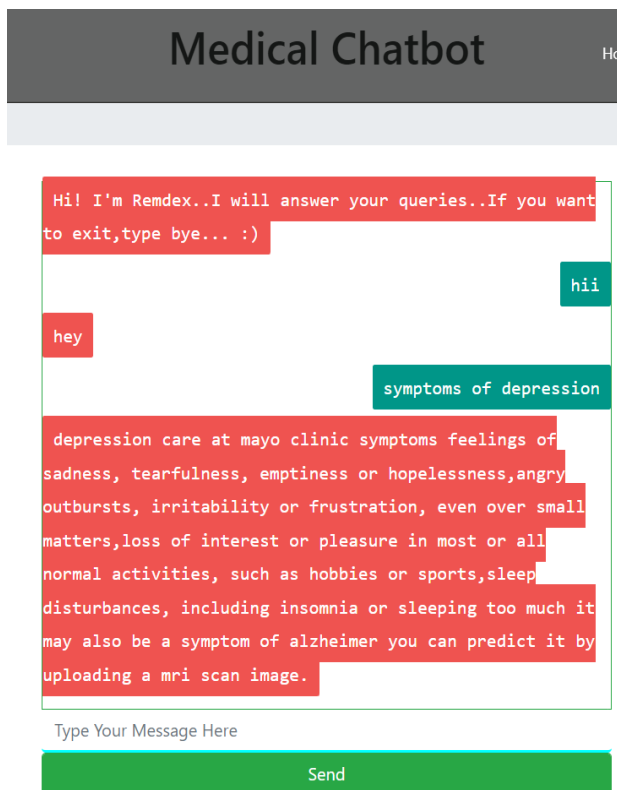 Medical Chatbot
Ho
Hi! I'm Remdex..I will answer your queries..If you want
to exit,type bye... :)
hii
hey
symptoms of depression
depression care at mayo clinic symptoms feelings of
sadness, tearfulness, emptiness or hopelessness,angry
outbursts, irritability or frustration, even over small
matters,loss of interest or pleasure in most or all
normal activities, such as hobbies or sports,sleep
disturbances, including insomnia or sleeping too much it
may also be a symptom of alzheimer you can predict it by
uploading a mri scan image.
Type Your Message Here
Send